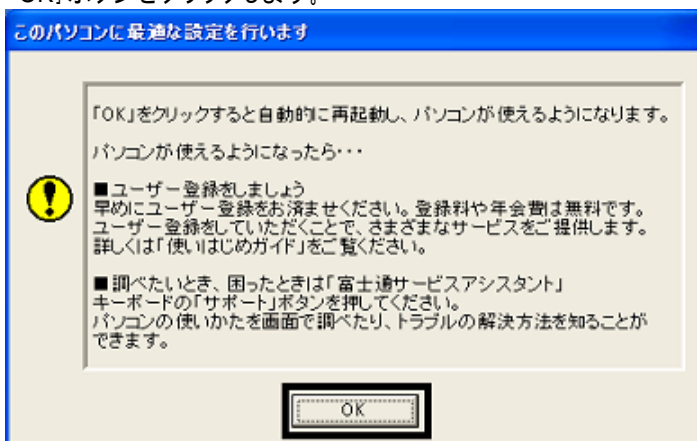 OK」ボタンをクリックします。
このパソコンに最適な設定を行います
「OK」をクリックすると自動的に再起動し、パソコンが使えるようになります。
パソコンが使えるようになったら・・・
■ユーザー登録をしましょう
早めにユーザー登録をお済ませください。登録料や年会費は無料です。
ユーザー登録をしていただくことで、さまざまなサービスをご提供します。
詳しくは「使いはじめガイド」をご覧ください。
■調べたいとき、困ったときは「富士通サービスアシスタント」
キーボードの「サポート」ボタンを押してください。
パソコンの使いかたを画面で調べたり、トラブルの解決方法を知ることが
できます。
OK